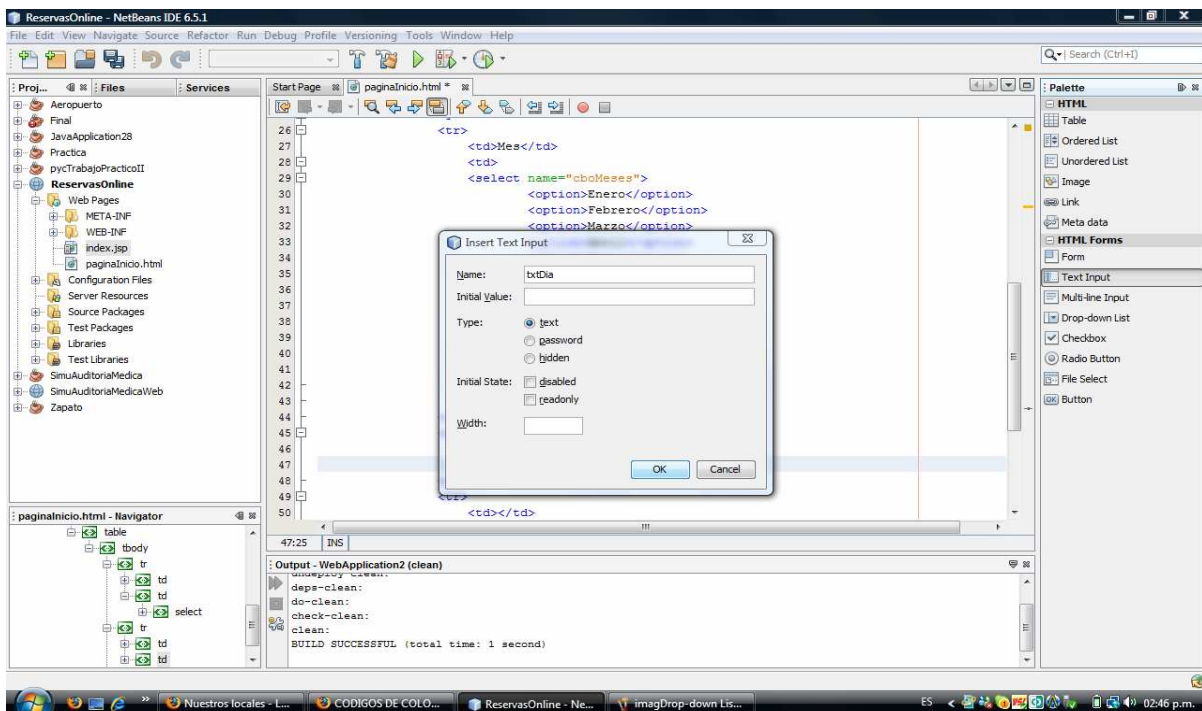 ReservasOnline - NetBeans IDE 6.5.1
File Edit View Navigate Source Refactor Run Debug Profile Versioning Tools Window Help
Search (Ctrl+I)
Proj... Files Services
Aeropuerto
Final
JavaApplication28
Practica
pycTrabajoPracticoII
ReservasOnline
Web Pages
META-INF
WEB-INF
index.jsp
paginaInicio.html
Configuration Files
Server Resources
Source Packages
Test Packages
Libraries
Test Libraries
SimuAuditoriaMedica
SimuAuditoriaMedicaWeb
Zapato
Start Page paginaInicio.html *
26 <tr>
27 <td>Mes</td>
28 <td>
29 <select name="cboMeses">
30 <option>Enero</option>
31 <option>Febrero</option>
32 <option>Marzo</option>
33
34
35
36
37
38
39
40
41
42
43
44
45
46
47
48
49 <tr>
50 <td></td>
47:25 INS
Insert Text Input
Name: txtDia
Initial Value:
Type: text
password
hidden
Initial State: disabled
readonly
Width:
OK Cancel
Palette
HTML
Table
Ordered List
Unordered List
Image
Link
Meta data
HTML Forms
Form
Text Input
Multi-line Input
Drop-down List
Checkbox
Radio Button
File Select
OK Button
paginaInicio.html - Navigator
table
tbody
tr
td
td
select
tr
td
td
Output - WebApplication2 (clean)
undeploy-clean:
deps-clean:
do-clean:
check-clean:
clean:
BUILD SUCCESSFUL (total time: 1 second)
Nuestros locales - L... CODIGOS DE COLO... ReservasOnline - Ne... imagDrop-down Lis... ES 02:46 p.m.